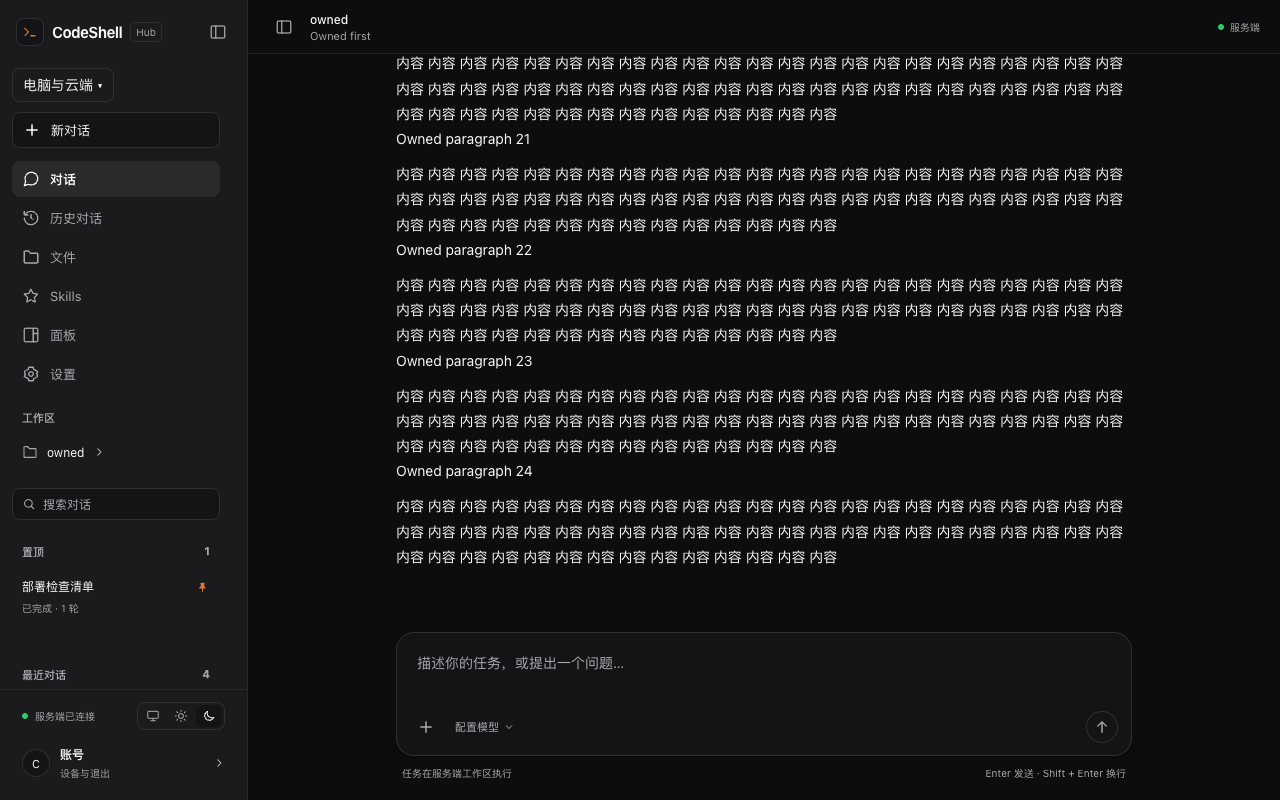 CodeShell Hub
电脑与云端
新对话
对话
历史对话
文件
Skills
面板
设置
工作区
owned
搜索对话
置顶 1
部署检查清单
已完成 · 1 轮
最近对话 4
服务端已连接
C
账号
设备与退出
owned
Owned first
服务端
内容 内容 内容 内容 内容 内容 内容 内容 内容 内容 内容 内容 内容 内容 内容 内容 内容 内容 内容 内容 内容 内容 内容
内容 内容 内容 内容 内容 内容 内容 内容 内容 内容 内容 内容 内容 内容 内容 内容 内容 内容 内容 内容 内容 内容 内容
内容 内容 内容 内容 内容 内容 内容 内容 内容 内容 内容 内容 内容 内容
Owned paragraph 21
内容 内容 内容 内容 内容 内容 内容 内容 内容 内容 内容 内容 内容 内容 内容 内容 内容 内容 内容 内容 内容 内容 内容
内容 内容 内容 内容 内容 内容 内容 内容 内容 内容 内容 内容 内容 内容 内容 内容 内容 内容 内容 内容 内容 内容 内容
内容 内容 内容 内容 内容 内容 内容 内容 内容 内容 内容 内容 内容 内容
Owned paragraph 22
内容 内容 内容 内容 内容 内容 内容 内容 内容 内容 内容 内容 内容 内容 内容 内容 内容 内容 内容 内容 内容 内容 内容
内容 内容 内容 内容 内容 内容 内容 内容 内容 内容 内容 内容 内容 内容 内容 内容 内容 内容 内容 内容 内容 内容 内容
内容 内容 内容 内容 内容 内容 内容 内容 内容 内容 内容 内容 内容 内容
Owned paragraph 23
内容 内容 内容 内容 内容 内容 内容 内容 内容 内容 内容 内容 内容 内容 内容 内容 内容 内容 内容 内容 内容 内容 内容
内容 内容 内容 内容 内容 内容 内容 内容 内容 内容 内容 内容 内容 内容 内容 内容 内容 内容 内容 内容 内容 内容 内容
内容 内容 内容 内容 内容 内容 内容 内容 内容 内容 内容 内容 内容 内容
Owned paragraph 24
内容 内容 内容 内容 内容 内容 内容 内容 内容 内容 内容 内容 内容 内容 内容 内容 内容 内容 内容 内容 内容 内容 内容
内容 内容 内容 内容 内容 内容 内容 内容 内容 内容 内容 内容 内容 内容 内容 内容 内容 内容 内容 内容 内容 内容 内容
内容 内容 内容 内容 内容 内容 内容 内容 内容 内容 内容 内容 内容 内容
描述你的任务，或提出一个问题...
配置模型
任务在服务端工作区执行
Enter 发送 · Shift + Enter 换行